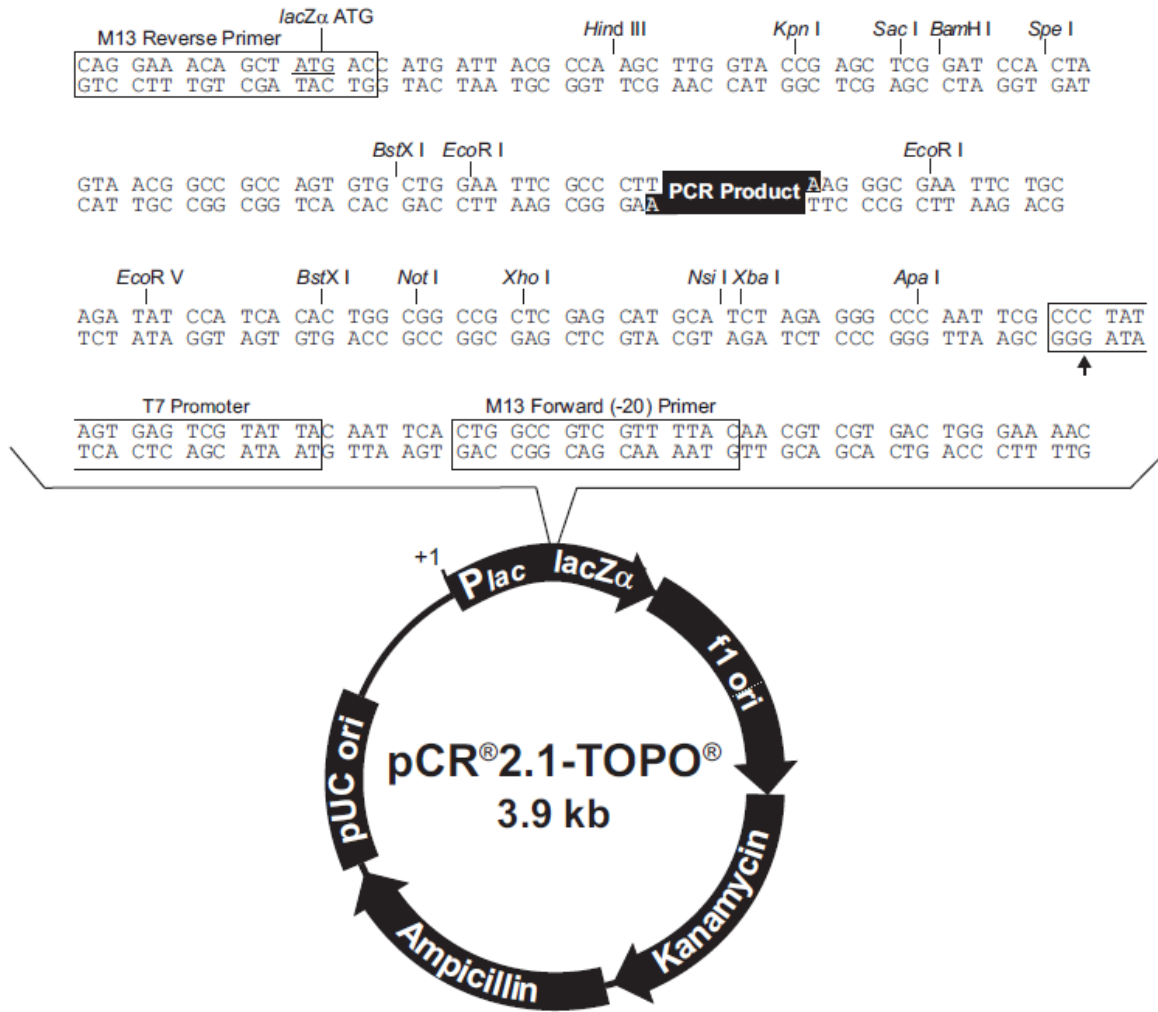 lacZα ATG
M13 Reverse Primer
Hind III Kpn I Sac I BamH I Spe I
CAG GAA ACA GCT ATG ACC ATG ATT ACG CCA AGC TTG GTA CCG AGC TCG GAT CCA CTA
GTC CTT TGT CGA TAC TGG TAC TAA TGC GGT TCG AAC CAT GGC TCG AGC CTA GGT GAT
BstX I EcoR I EcoR I
GTA ACG GCC GCC AGT GTG CTG GAA TTC GCC CTT PCR Product AAG GGC GAA TTC TGC
CAT TGC CGG CGG TCA CAC GAC CTT AAG CGG GAA TTC CCG CTT AAG ACG
EcoR V BstX I Not I Xho I Nsi I Xba I Apa I
AGA TAT CCA TCA CAC TGG CGG CCG CTC GAG CAT GCA TCT AGA GGG CCC AAT TCG CCC TAT
TCT ATA GGT AGT GTG ACC GCC GGC GAG CTC GTA CGT AGA TCT CCC GGG TTA AGC GGG ATA
T7 Promoter M13 Forward (-20) Primer
AGT GAG TCG TAT TAC AAT TCA CTG GCC GTC GTT TTA CAA CGT CGT GAC TGG GAA AAC
TCA CTC AGC ATA ATG TTA AGT GAC CGG CAG CAA AAT GTT GCA GCA CTG ACC CTT TTG
+1
Plac lacZα
f1 ori
Kanamycin
Ampicillin
pUC ori
pCR®2.1-TOPO®
3.9 kb